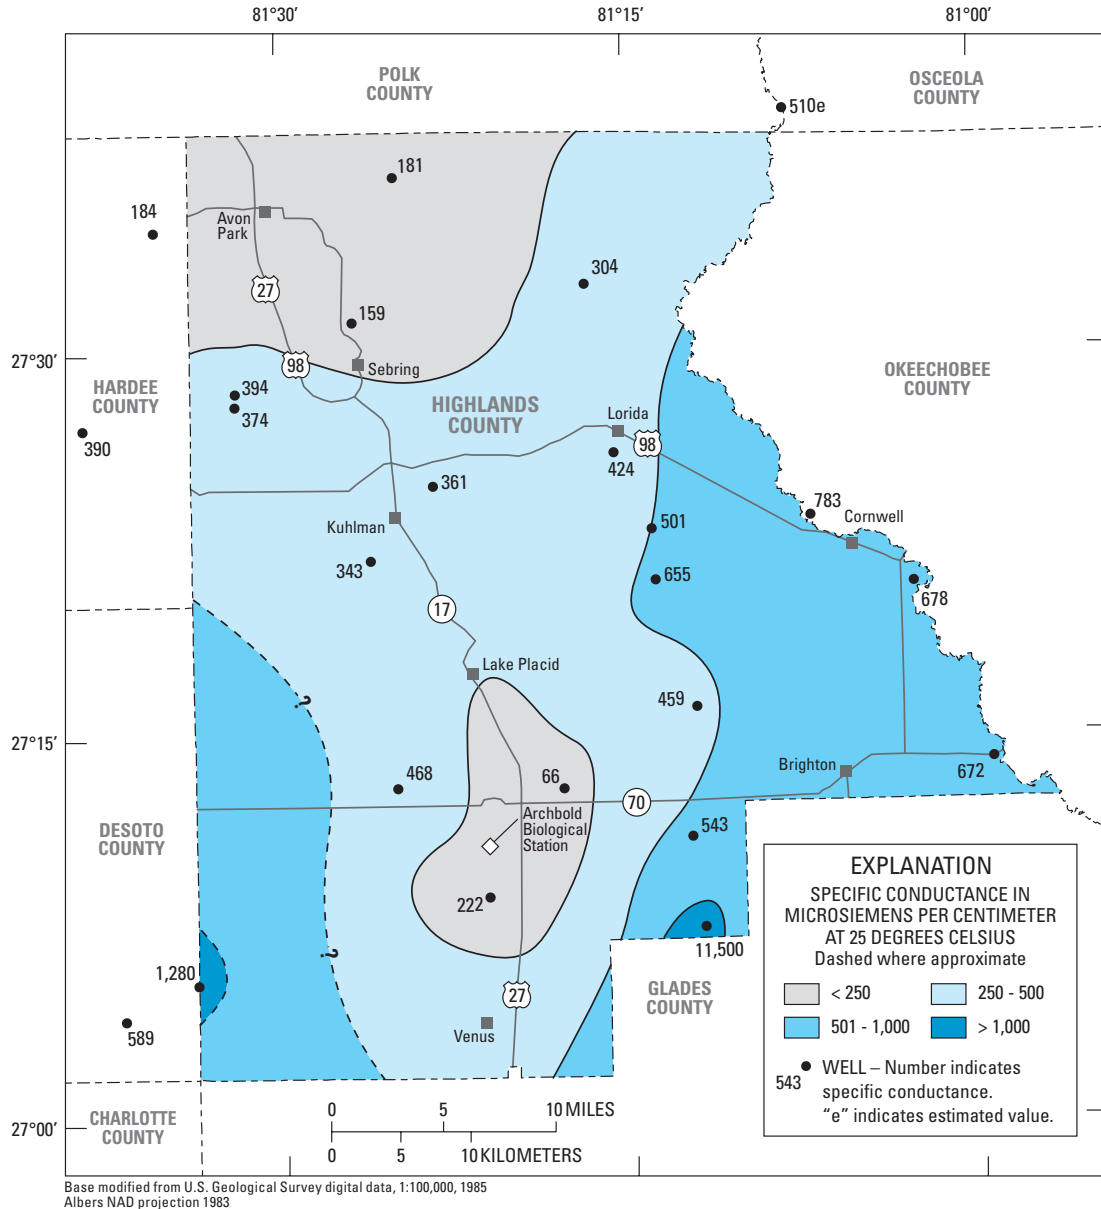 81°30′
81°15′
81°00′
POLK
COUNTY
OSCEOLA
COUNTY
510e
181
184
Avon
Park
304
27
159
27°30′
98
Sebring
HARDEE
COUNTY
394
374
HIGHLANDS
COUNTY
OKEECHOBEE
COUNTY
Lorida
98
390
424
361
783
Kuhlman
501
Cornwell
343
655
678
17
Lake Placid
?
459
27°15′
468
66
Brighton
672
70
DESOTO
COUNTY
Archbold
Biological
Station
543
222
?
11,500
1,280
GLADES
COUNTY
27
589
Venus
EXPLANATION
SPECIFIC CONDUCTANCE IN
MICROSIEMENS PER CENTIMETER
AT 25 DEGREES CELSIUS
Dashed where approximate
< 250
250 - 500
501 - 1,000
> 1,000
543
WELL – Number indicates
specific conductance.
“e” indicates estimated value.
CHARLOTTE
COUNTY
27°00′
0 5 10 MILES
0 5 10 KILOMETERS
Base modified from U.S. Geological Survey digital data, 1:100,000, 1985
Albers NAD projection 1983